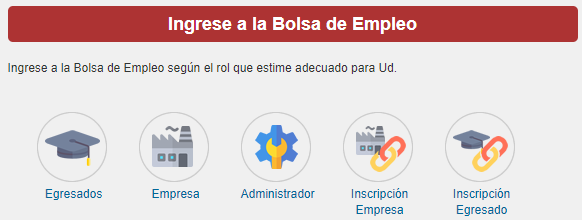 Ingrese a la Bolsa de Empleo
Ingrese a la Bolsa de Empleo según el rol que estime adecuado para Ud.
Egresados
Empresa
Administrador
Inscripción
Empresa
Inscripción
Egresado